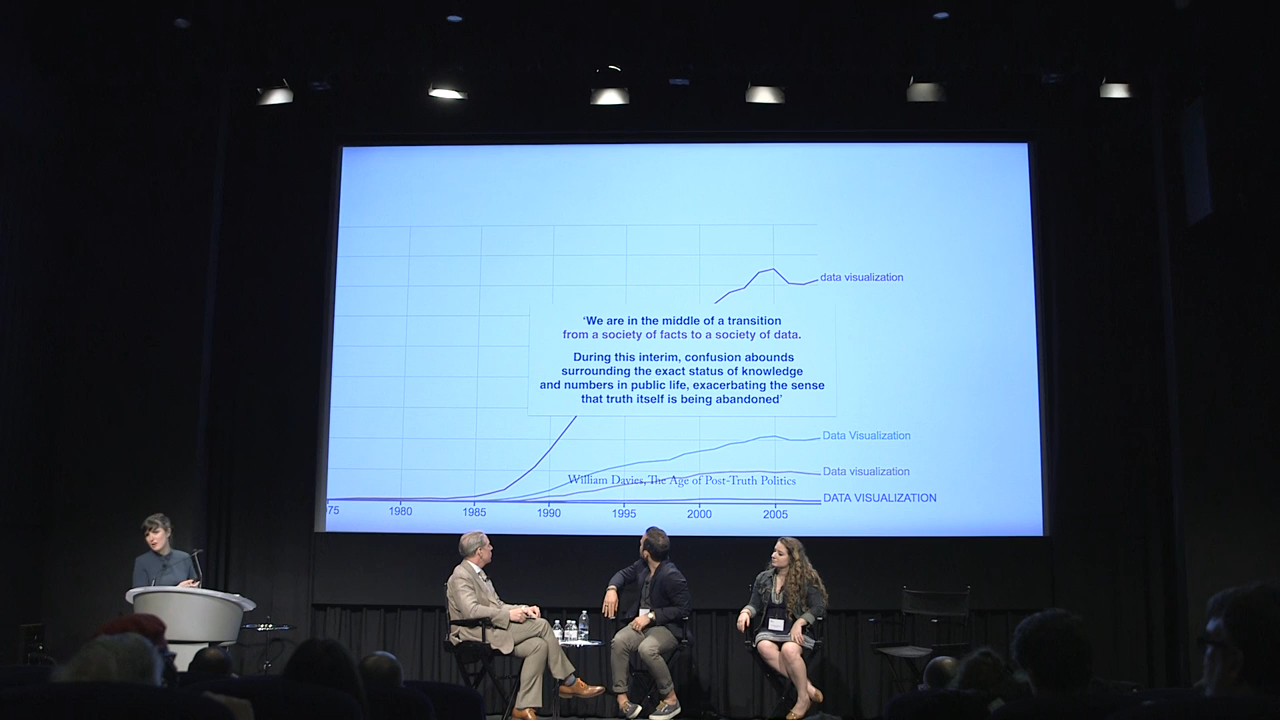 data visualization
‘We are in the middle of a transition
from a society of facts to a society of data.
During this interim, confusion abounds
surrounding the exact status of knowledge
and numbers in public life, exacerbating the sense
that truth itself is being abandoned’
Data Visualization
Data visualization
William Davies, The Age of Post-Truth Politics
DATA VISUALIZATION
75 1980 1985 1990 1995 2000 2005